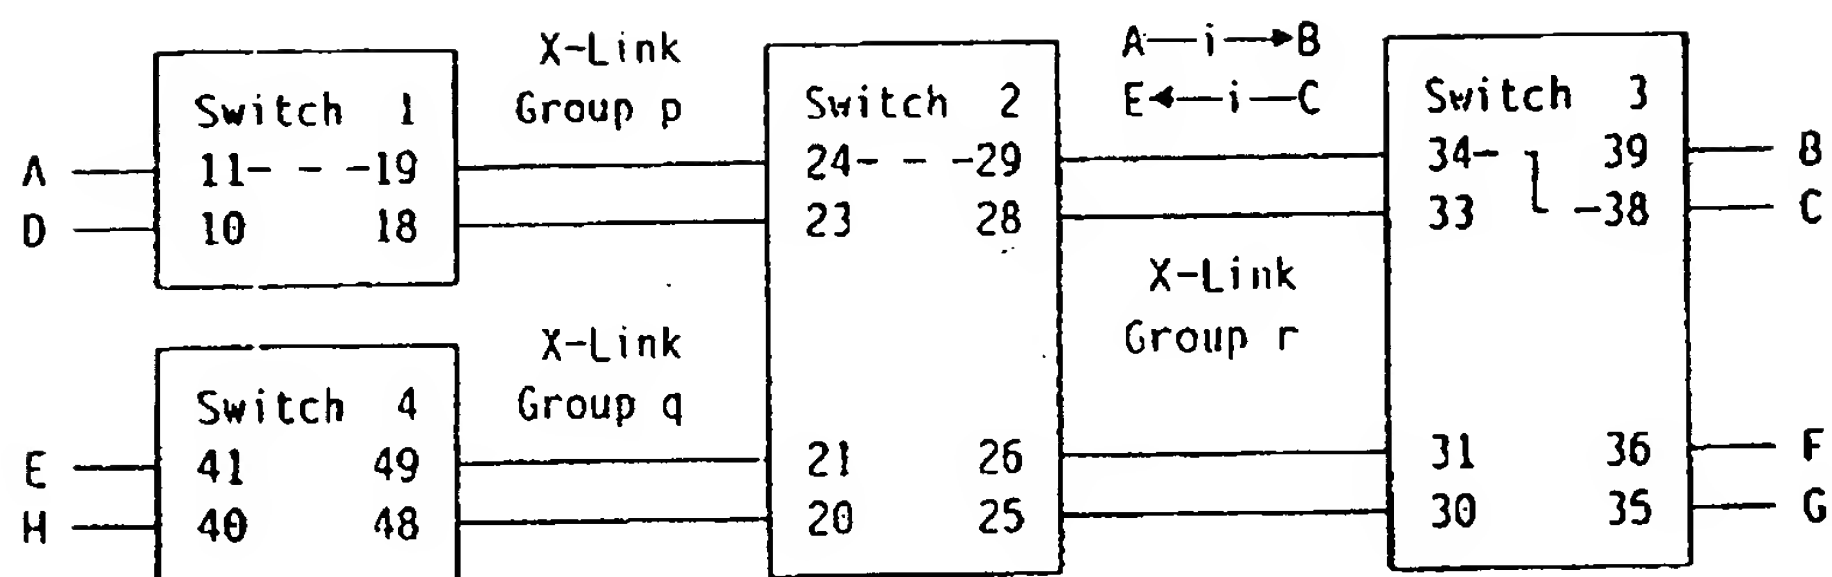 X-Link
Group p
A—i—→B
E←—i—C
Switch 1
11- - -19
10 18
A
D
Switch 2
24- - -29
23 28
21 26
20 25
Switch 3
34- 39
33 -38
31 36
30 35
B
C
X-Link
Group r
X-Link
Group q
Switch 4
41 49
40 48
E
H
F
G